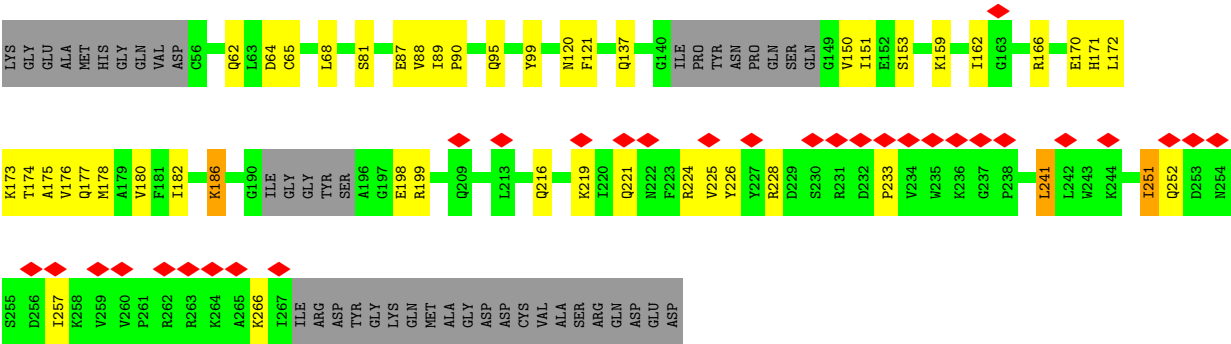 LYS GLY GLU ALA MET HIS GLY GLN VAL ASP C56 Q62 L63 D64 C65 L68 S81 E87 V88 I89 P90 Q95 Y99 N120 F121 Q137 G140 ILE PRO TYR ASN PRO GLN SER GLN G149 V150 I151 E152 S153 K159 I162 G163 R166 E170 H171 L172
K173 T174 A175 V176 Q177 M178 A179 V180 F181 I182 K186 G190 ILE GLY GLY TYR SER A196 G197 E198 R199 Q209 L213 Q216 K219 I220 Q221 N222 F223 R224 V225 Y226 Y227 R228 D229 S230 R231 D232 P233 V234 W235 K236 G237 P238 L241 L242 W243 K244 I251 Q252 D253 N254
S255 D256 I257 K258 V259 V260 P261 R262 R263 K264 A265 K266 I267 ILE ARG ASP TYR GLY LYS GLN MET ALA GLY ASP ASP CYS VAL ALA SER ARG GLN ASP GLU ASP